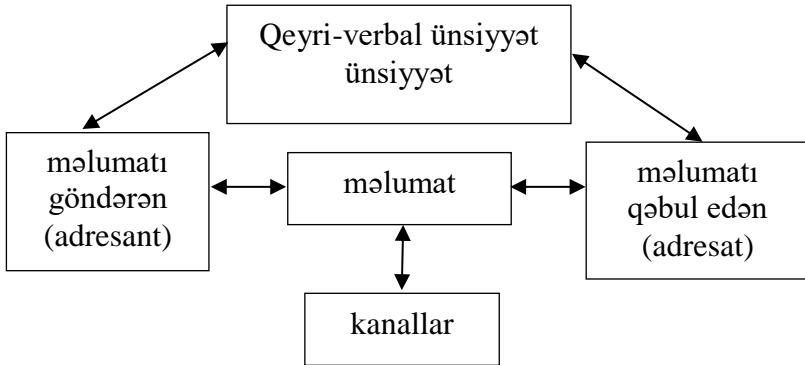 Qeyri-verbal ünsiyyət
ünsiyyət
məlumatı
göndərən
(adresant)
məlumat
məlumatı
qəbul edən
(adresat)
kanallar